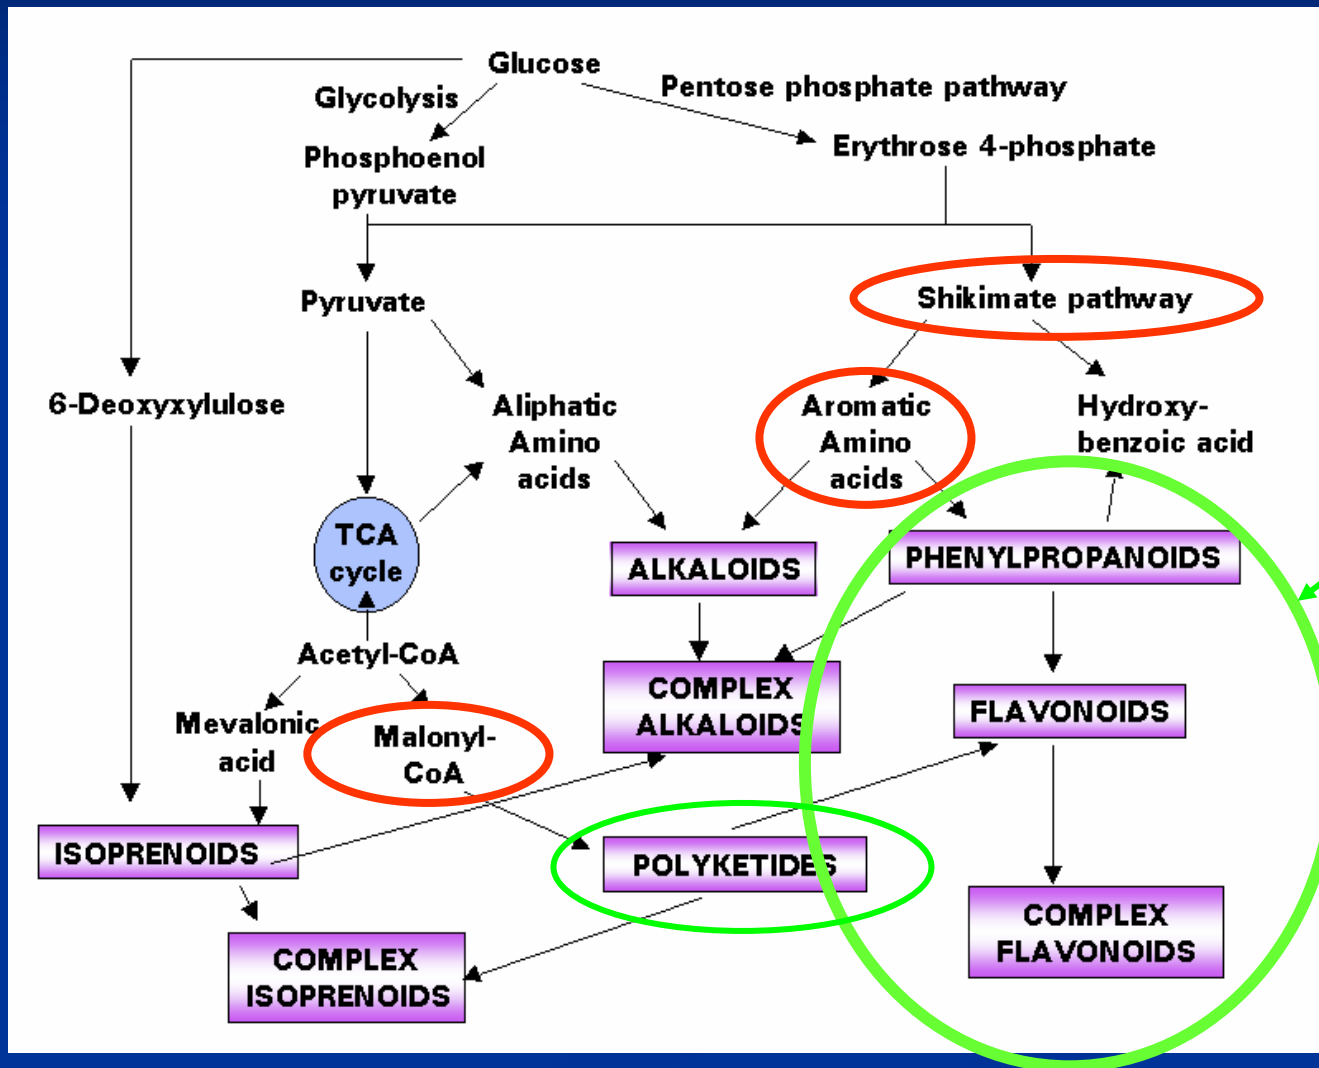 Glucose
Glycolysis
Pentose phosphate pathway
Phosphoenol
pyruvate
Erythrose 4-phosphate
Pyruvate
Shikimate pathway
6-Deoxyxylulose
Aliphatic
Amino
acids
Aromatic
Amino
acids
Hydroxy-
benzoic acid
TCA
cycle
ALKALOIDS
PHENYLPROPANOIDS
Acetyl-CoA
COMPLEX
ALKALOIDS
FLAVONOIDS
Mevalonic
acid
Malonyl-
CoA
ISOPRENOIDS
POLYKETIDES
COMPLEX
FLAVONOIDS
COMPLEX
ISOPRENOIDS